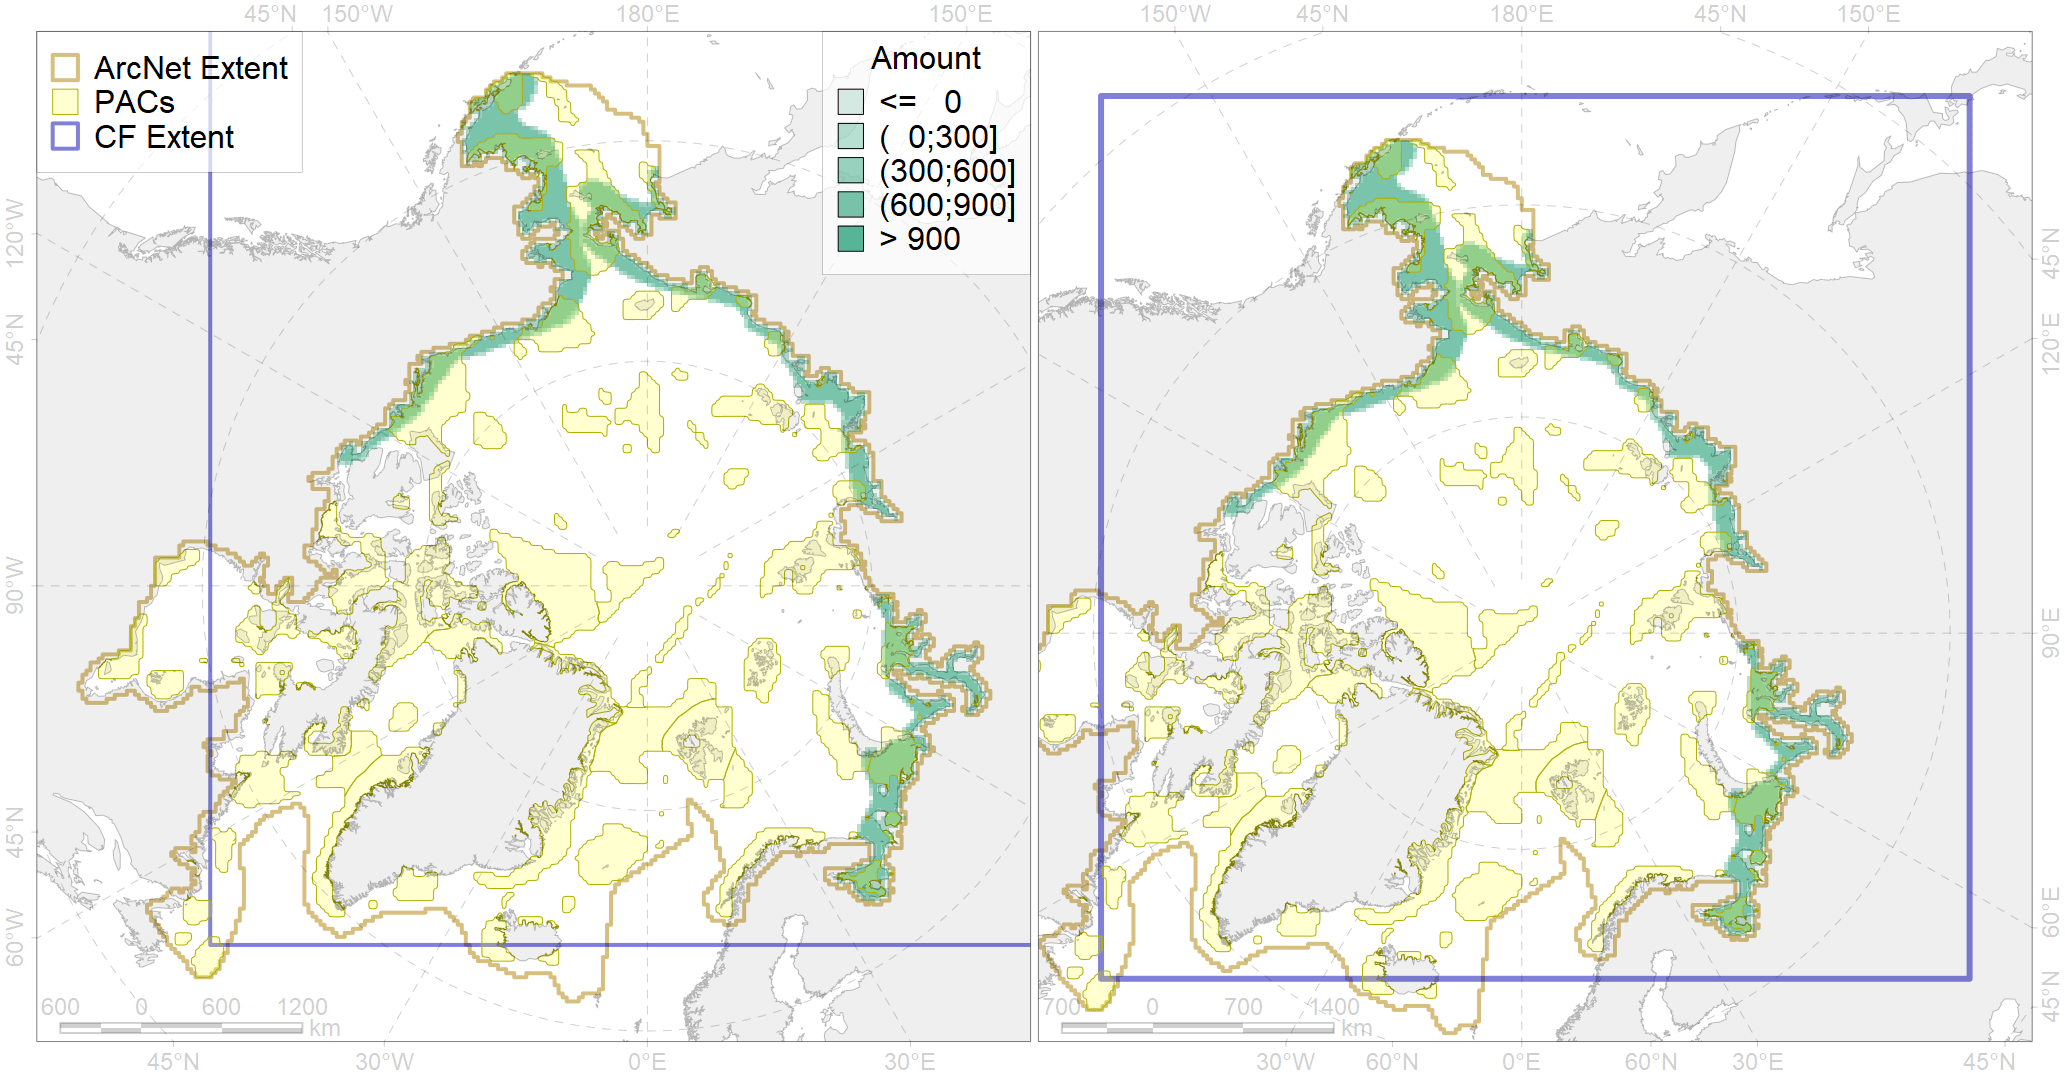 45°N 150°W 180°E 150°E
150°W 45°N 180°E 45°N 150°E
ArcNet Extent
PACs
CF Extent
Amount
<= 0
( 0;300]
(300;600]
(600;900]
> 900
120°W
45°N
90°W
45°N
60°W
45°N
120°E
90°E
60°E
45°N
600 0 600 1200
km
700 0 700 1400
km
45°N 30°W 0°E 30°E
30°W 60°N 0°E 60°N 30°E 45°N